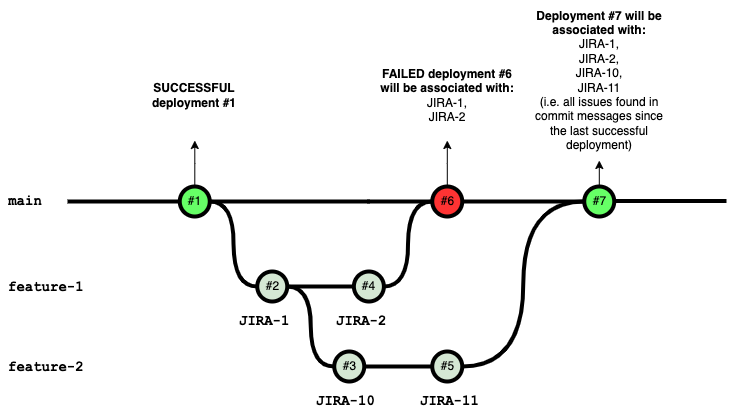 Deployment #7 will be
associated with:
JIRA-1,
JIRA-2,
JIRA-10,
JIRA-11
(i.e. all issues found in
commit messages since
the last successful
deployment)
FAILED deployment #6
will be associated with:
JIRA-1,
JIRA-2
SUCCESSFUL
deployment #1
main
#1
#6
#7
feature-1
#2
#4
JIRA-1
JIRA-2
feature-2
#3
#5
JIRA-10
JIRA-11